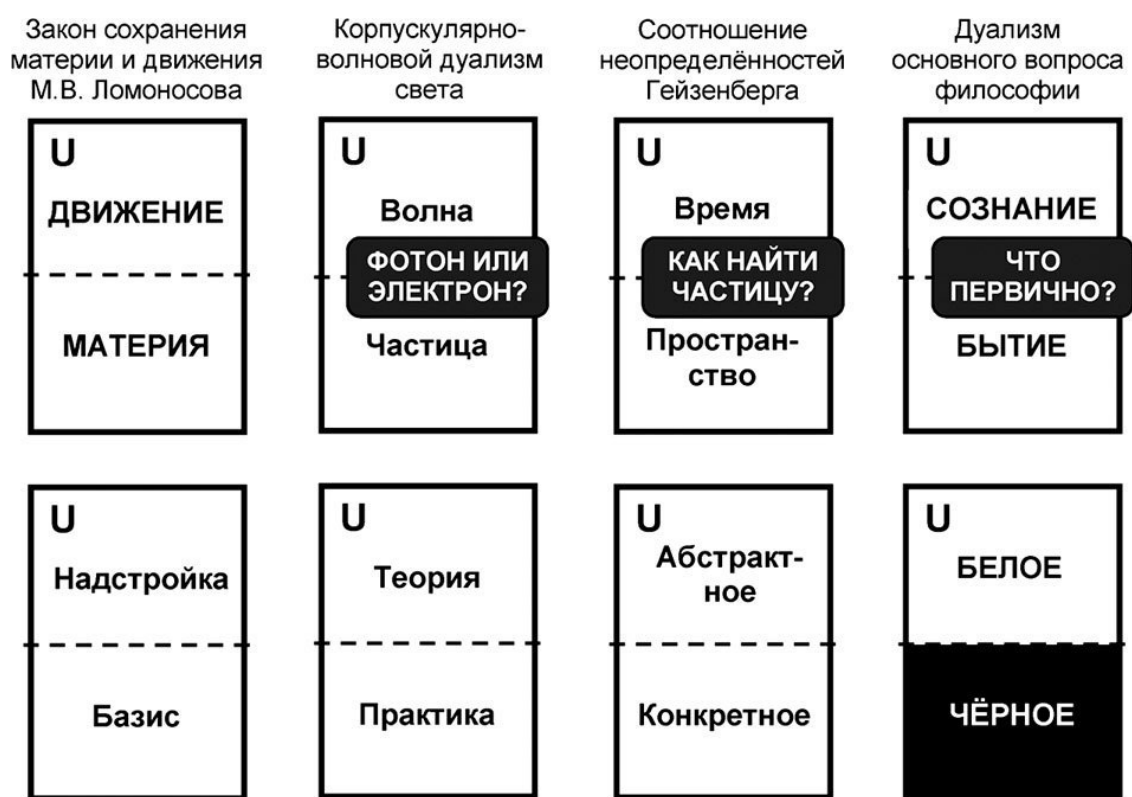 Закон сохранения
материи и движения
М.В. Ломоносова
Корпускулярно-
волновой дуализм
света
Соотношение
неопределённостей
Гейзенберга
Дуализм
основного вопроса
философии
U
ДВИЖЕНИЕ
МАТЕРИЯ
U
Волна
ФОТОН ИЛИ
ЭЛЕКТРОН?
Частица
U
Время
КАК НАЙТИ
ЧАСТИЦУ?
Простран-
ство
U
СОЗНАНИЕ
ЧТО
ПЕРВИЧНО?
БЫТИЕ
U
Надстройка
Базис
U
Теория
Практика
U
Абстракт-
ное
Конкретное
U
БЕЛОЕ
ЧЁРНОЕ